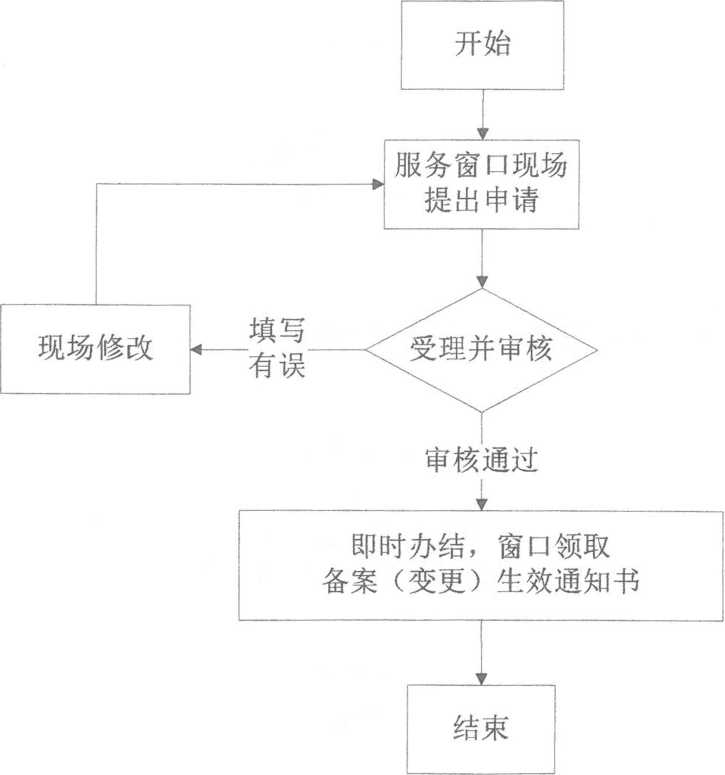 开始
服务窗口现场
提出申请
现场修改
填写
有误
受理并审核
审核通过
即时办结，窗口领取
备案（变更）生效通知书
结束